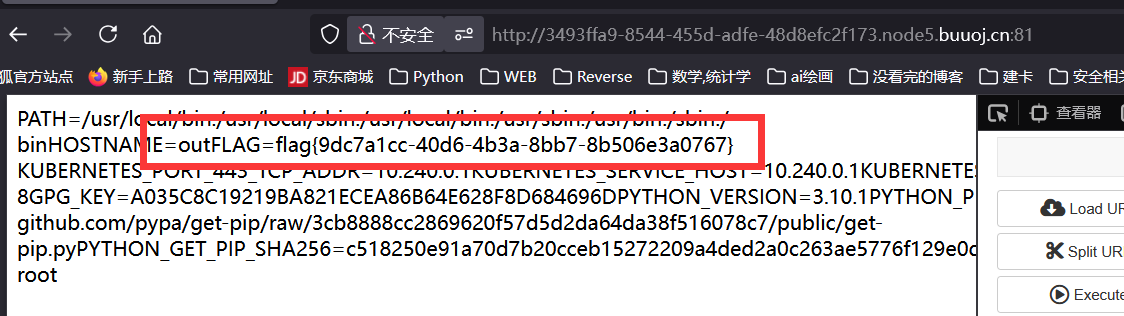 不安全 http://3493ffa9-8544-455d-adfe-48d8efc2f173.node5.buuoj.cn:81
狐官方站点 新手上路 常用网址 JD 京东商城 Python WEB Reverse 数学,统计学 ai绘画 没看完的博客 建卡 安全相关
PATH=/usr/local/bin:/usr/local/sbin:/usr/local/bin:/usr/sbin:/usr/bin:/sbin:/
binHOSTNAME=outFLAG=flag{9dc7a1cc-40d6-4b3a-8bb7-8b506e3a0767}
KUBERNETES_PORT_443_TCP_ADDR=10.240.0.1KUBERNETES_SERVICE_HOST=10.240.0.1KUBERNETES
8GPG_KEY=A035C8C19219BA821ECEA86B64E628F8D684696DPYTHON_VERSION=3.10.1PYTHON_P
github.com/pypa/get-pip/raw/3cb8888cc2869620f57d5d2da64da38f516078c7/public/get-
pip.pyPYTHON_GET_PIP_SHA256=c518250e91a70d7b20cceb15272209a4ded2a0c263ae5776f129e0d
root
查看器
Load UR
Split UR
Execute